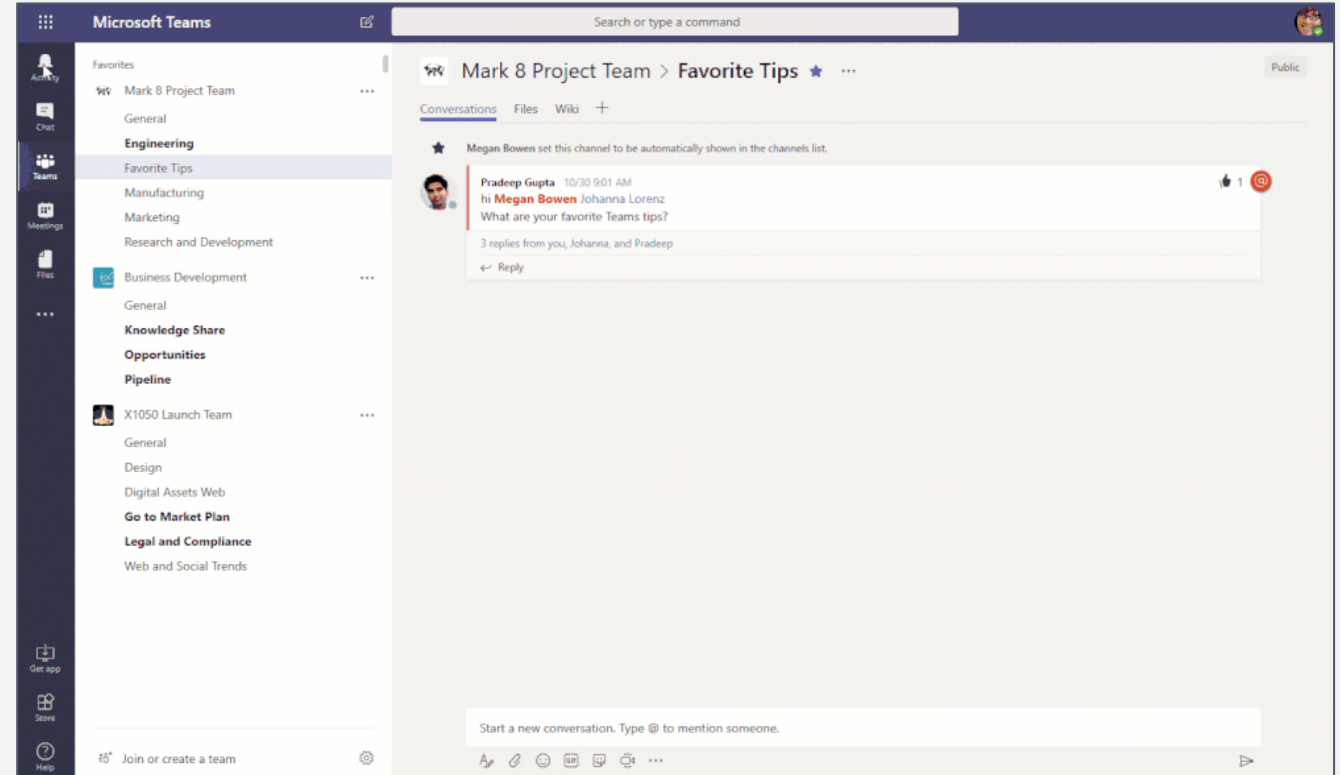 Microsoft Teams
Search or type a command
Activity
Chat
Teams
Meetings
Files
Get app
Store
Help
Favorites
Mark 8 Project Team
General
Engineering
Favorite Tips
Manufacturing
Marketing
Research and Development
Business Development
General
Knowledge Share
Opportunities
Pipeline
X1050 Launch Team
General
Design
Digital Assets Web
Go to Market Plan
Legal and Compliance
Web and Social Trends
Join or create a team
Mark 8 Project Team > Favorite Tips
Public
Conversations Files Wiki
Megan Bowen set this channel to be automatically shown in the channels list.
Pradeep Gupta 10/30 9:01 AM
1 @
hi Megan Bowen Johanna Lorenz
What are your favorite Teams tips?
3 replies from you, Johanna, and Pradeep
Reply
Start a new conversation. Type @ to mention someone.
GIF